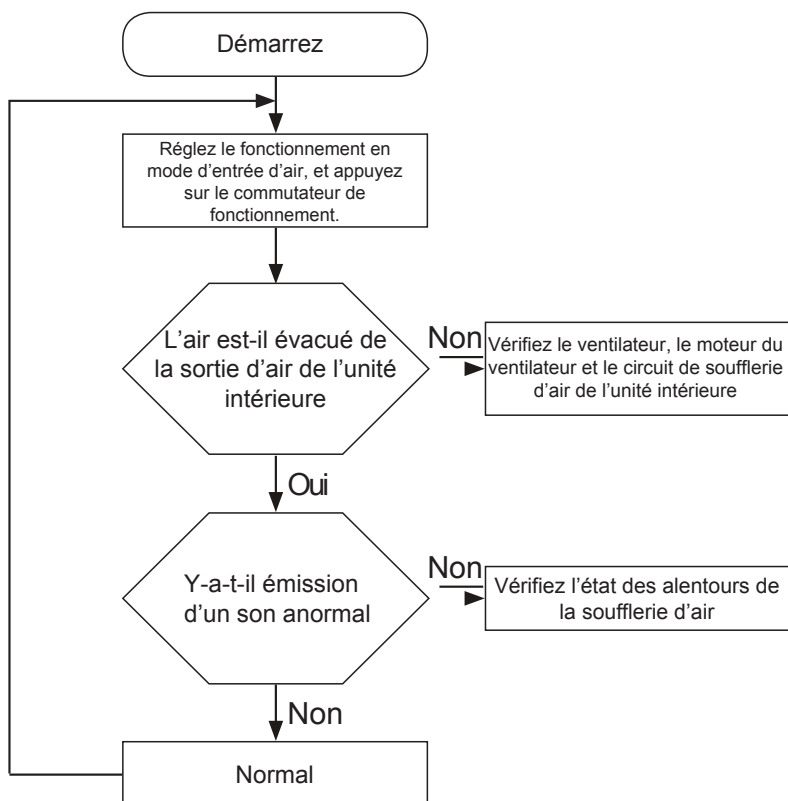 Démarrez
Réglez le fonctionnement en
mode d'entrée d'air, et appuyez
sur le commutateur de
fonctionnement.
L'air est-il évacué de
la sortie d'air de l'unité
intérieure
Non
Vérifiez le ventilateur, le moteur du
ventilateur et le circuit de soufflerie
d'air de l'unité intérieure
Oui
Y-a-t-il émission
d'un son anormal
Non
Vérifiez l'état des alentours de
la soufflerie d'air
Non
Normal